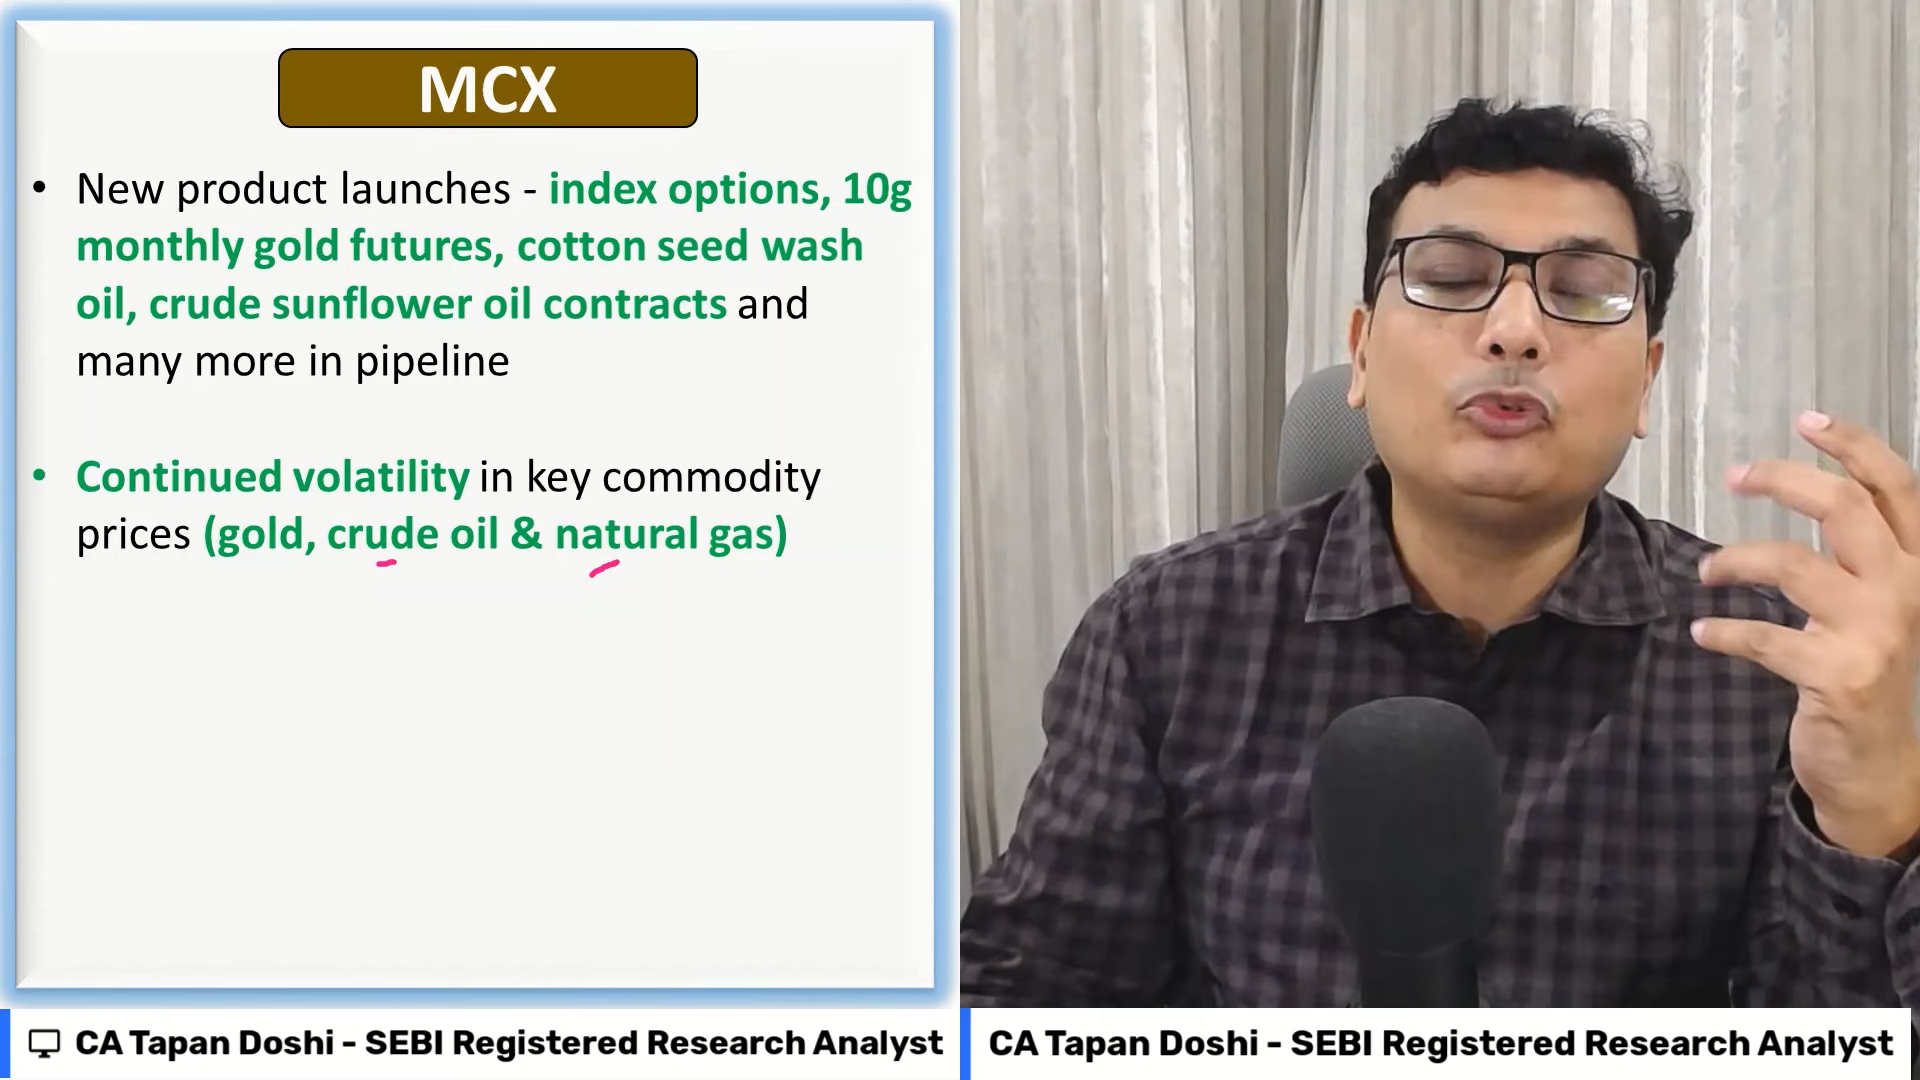 MCX
• New product launches - index options, 10g
monthly gold futures, cotton seed wash
oil, crude sunflower oil contracts and
many more in pipeline
• Continued volatility in key commodity
prices (gold, crude oil & natural gas)
CA Tapan Doshi - SEBI Registered Research Analyst
CA Tapan Doshi - SEBI Registered Research Analyst